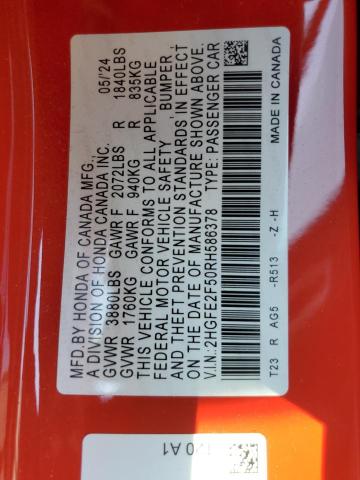 MFD.BY HONDA OF CANADA MFG., 05/'24
A DIVISION OF HONDA CANADA INC.
GVWR 3880LBS GAWR F 2072LBS R 1840LBS
GVWR 1760KG GAWR F 940KG R 835KG
THIS VEHICLE CONFORMS TO ALL APPLICABLE
FEDERAL MOTOR VEHICLE SAFETY, BUMPER,
AND THEFT PREVENTION STANDARDS IN EFFECT
ON THE DATE OF MANUFACTURE SHOWN ABOVE.
V.I.N.:2HGFE2F50RH586378 TYPE: PASSENGER CAR
T23 R AG5 -R513 -Z -H MADE IN CANADA
120 A1